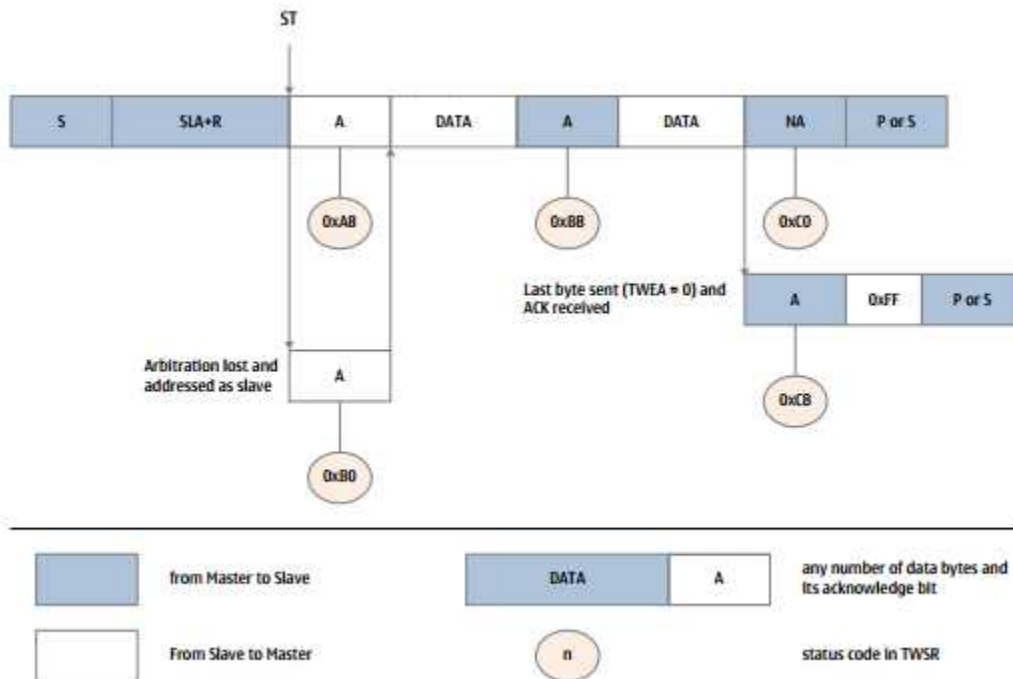 ST
S SLA+R A DATA A DATA NA P or S
0xA8 0xB8 0xC0
Last byte sent (TWEA = 0) and
ACK received
A 0xFF P or S
Arbitration lost and
addressed as slave
A
0xC8
0xB0
from Master to Slave
DATA A
any number of data bytes and
its acknowledge bit
From Slave to Master
n
status code in TWSR